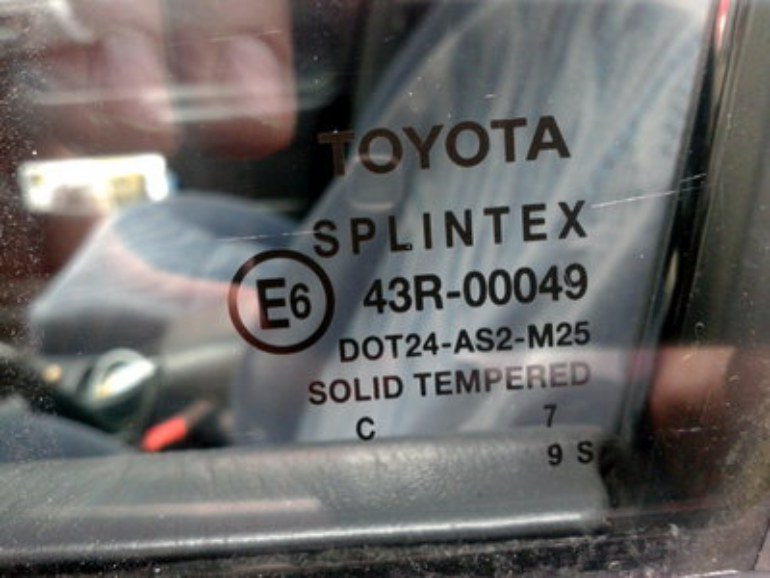 TOYOTA
SPLINTEX
E6 43R-00049
DOT24-AS2-M25
SOLID TEMPERED
C 7
9 S